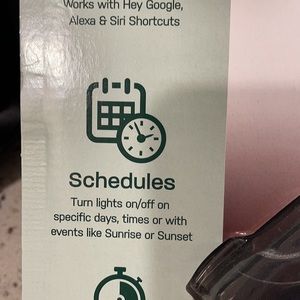 Works with Hey Google,
Alexa & Siri Shortcuts
Schedules
Turn lights on/off on
specific days, times or with
events like Sunrise or Sunset